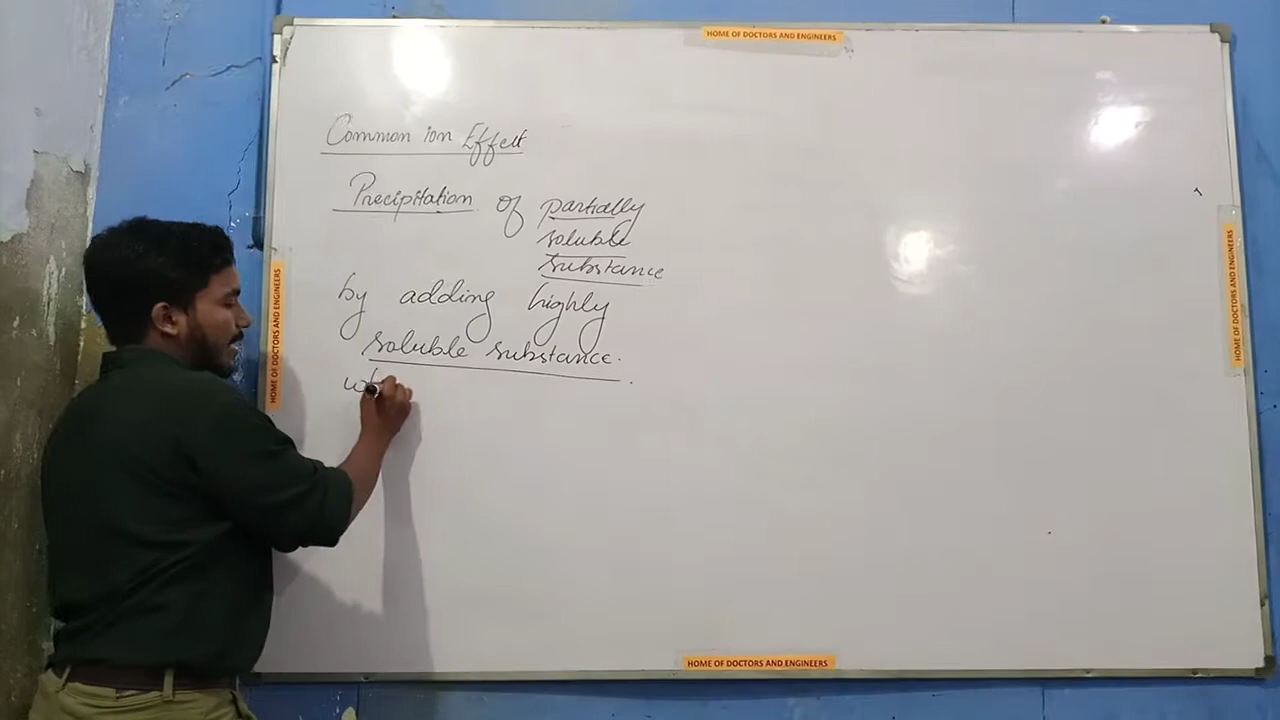 HOME OF DOCTORS AND ENGINEERS
Common ion Effect
Precipitation of partially
soluble
substance
by adding highly
soluble substance.
HOME OF DOCTORS AND ENGINEERS
HOME OF DOCTORS AND ENGINEERS
HOME OF DOCTORS AND ENGINEERS